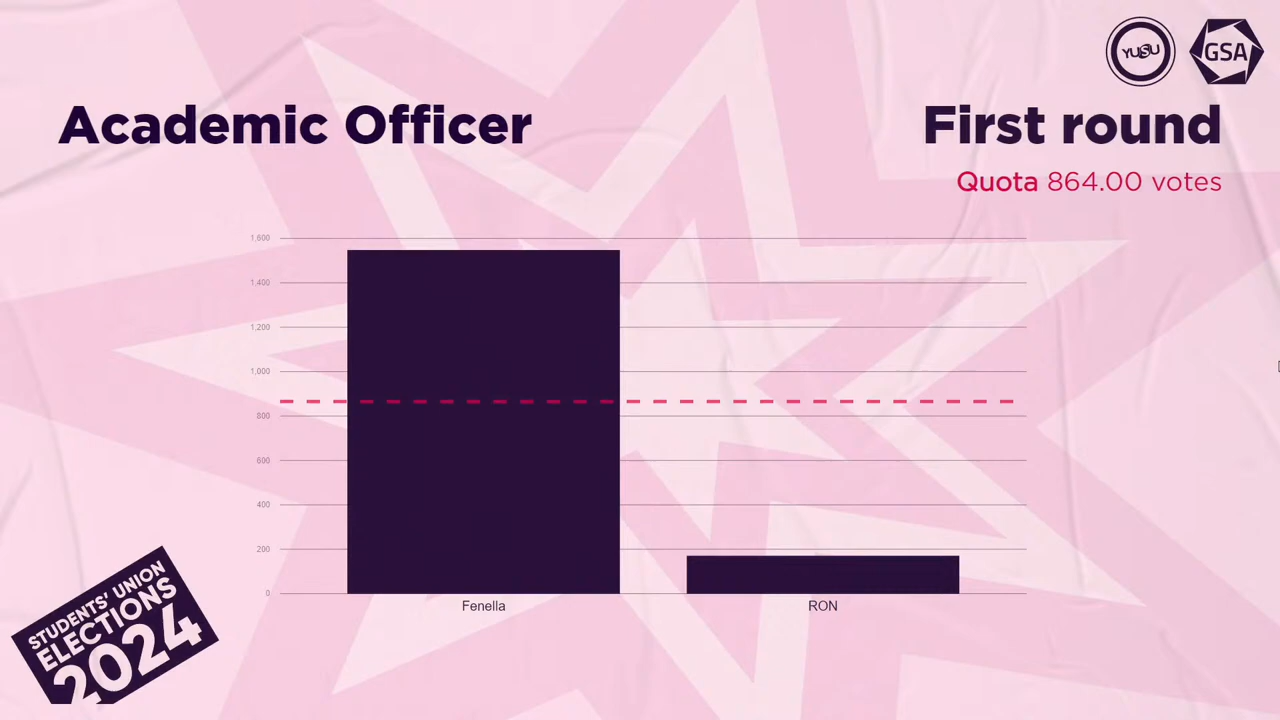 YUSU
GSA
Academic Officer
First round
Quota 864.00 votes
1,600
1,400
1,200
1,000
800
600
400
200
0
Fenella
RON
STUDENTS' UNION
ELECTIONS
2024